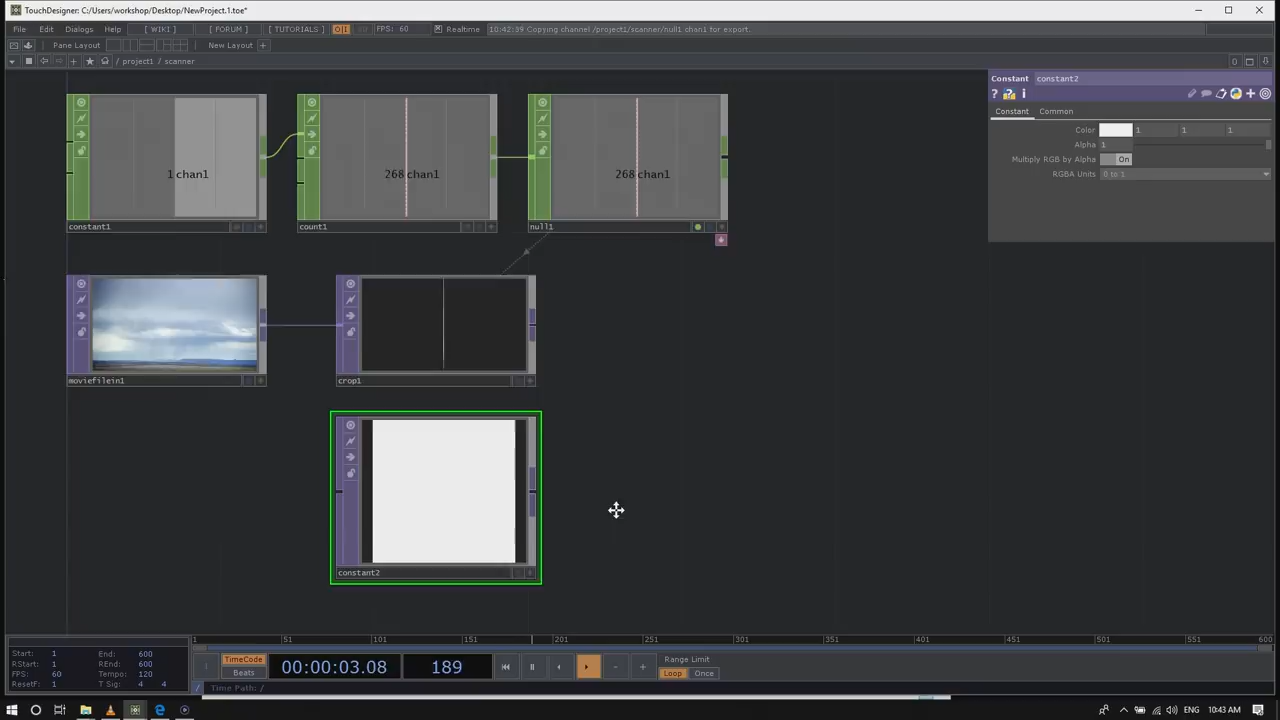 TouchDesigner: C:/Users/workshop/Desktop/NewProject.1.toe*
File Edit Dialogs Help [ WIKI ] [ FORUM ] [ TUTORIALS ] O|I FPS: 60 Realtime 10:42:39 Copying channel /project1/scanner/null1 chan1 for export.
Pane Layout New Layout +
/ project1 / scanner 0
Constant constant2
Constant Common
Color 1 1 1
Alpha 1
Multiply RGB by Alpha On
RGBA Units 0 to 1
1 chan1 268 chan1 268 chan1
constant1 count1 null1
moviefilein1 crop1
constant2
1 51 101 151 201 251 301 351 401 451 501 551 600
Start: 1 End: 600
RStart: 1 REnd: 600
FPS: 60 Tempo: 120
ResetF: 1 T Sig: 4 4
TimeCode
Beats
00:00:03.08 189
Range Limit
Loop Once
/ Time Path: /
10:43 AM